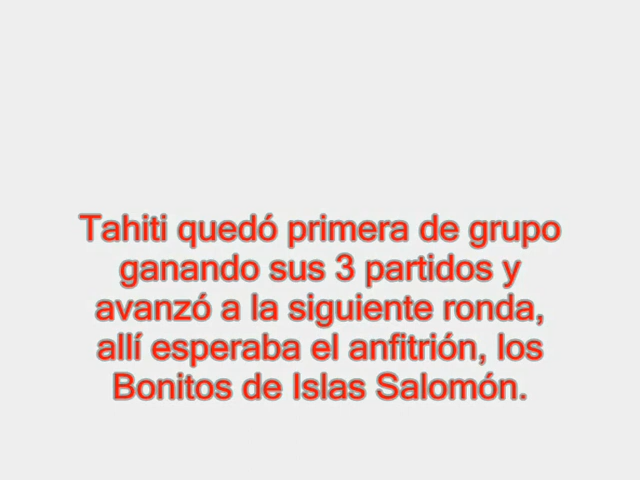 Tahiti quedó primera de grupo
ganando sus 3 partidos y
avanzó a la siguiente ronda,
allí esperaba el anfitrión, los
Bonitos de Islas Salomón.